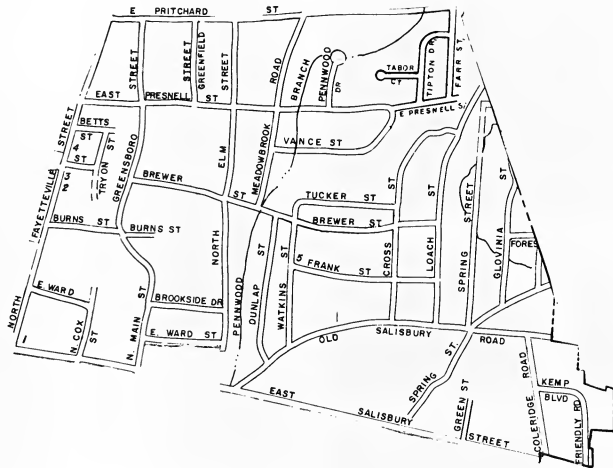 E PRITCHARD ST
STREET
STREET
GREENFIELD
STREET
ROAD
BRANCH
PENNWOOD
DR
TABOR
CT
TIPTON DR.
FARR ST.
EAST PRESNELL ST
E PRESNELL S
BETTS
ST
4
ST
3
2
TRYON ST
GREENSBORO
STREET
FAYETTEVILLE
NORTH
ELM
NORTH
MEADOWBROOK
VANCE ST
BREWER ST
TUCKER ST
BREWER ST
BURNS ST
BURNS ST
5 FRANK ST
CROSS
ST
LOACH
ST
SPRING
STREET
GLOVINIA
ST
FORES
E. WARD
N COX
ST
1
N. MAIN
ST
BROOKSIDE DR
E. WARD ST
PENNWOOD
DUNLAP
ST
WATKINS
ST
OLD SALISBURY ROAD
EAST SALISBURY STREET
SPRING ST.
GREEN ST
COLERIDGE
ROAD
KEMP
BLVD
FRIENDLY RD